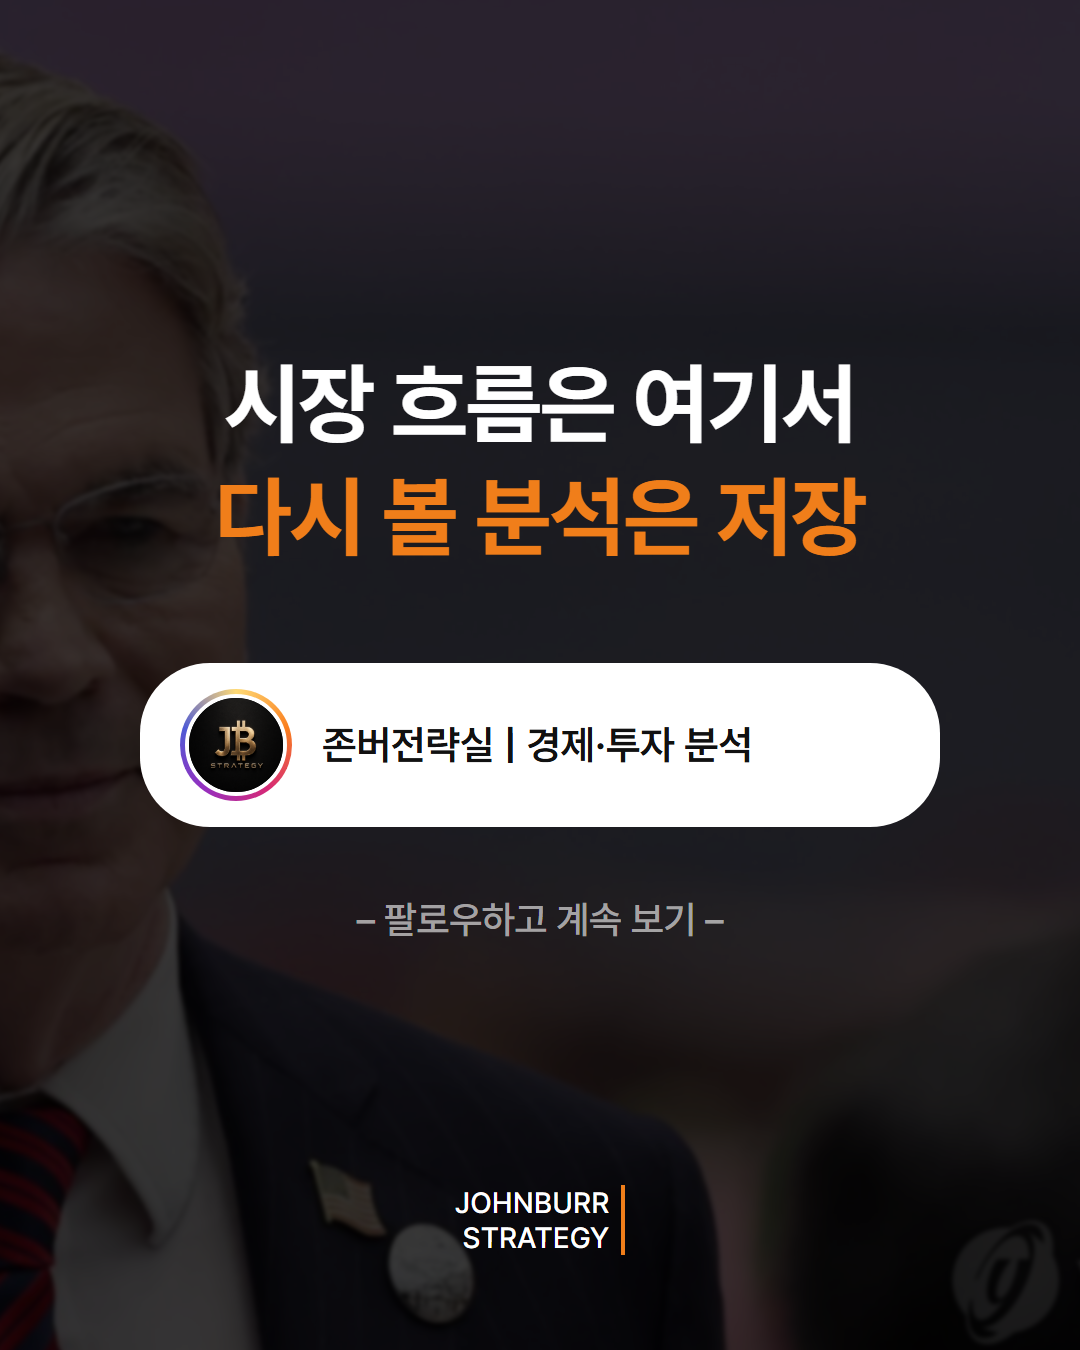 시장 흐름은 여기서
다시 볼 분석은 저장
JB
STRATEGY
존버전략실 | 경제·투자 분석
– 팔로우하고 계속 보기 –
JOHNBURR
STRATEGY